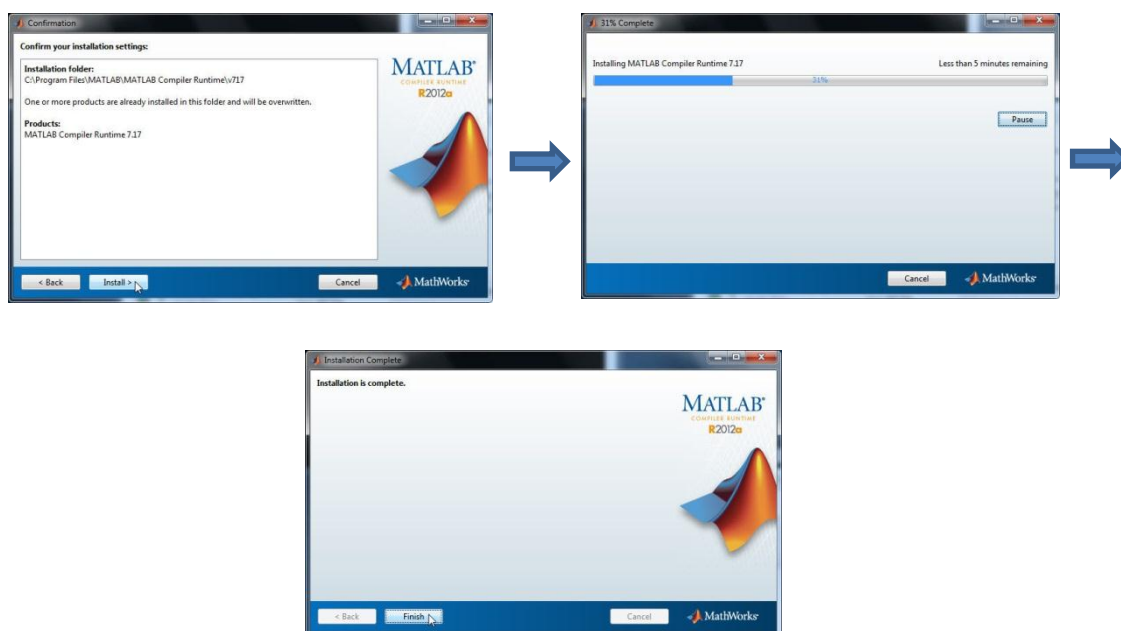 Confirmation
Confirm your installation settings:
Installation folder:
C:\Program Files\MATLAB\MATLAB Compiler Runtime\v717
One or more products are already installed in this folder and will be overwritten.
Products:
MATLAB Compiler Runtime 7.17
MATLAB®
COMPILER RUNTIME
R2012a
< Back
Install >
Cancel
MathWorks®
31% Complete
Installing MATLAB Compiler Runtime 7.17
Less than 5 minutes remaining
31%
Pause
Cancel
MathWorks®
Installation Complete
Installation is complete.
MATLAB®
COMPILER RUNTIME
R2012a
< Back
Finish
Cancel
MathWorks®